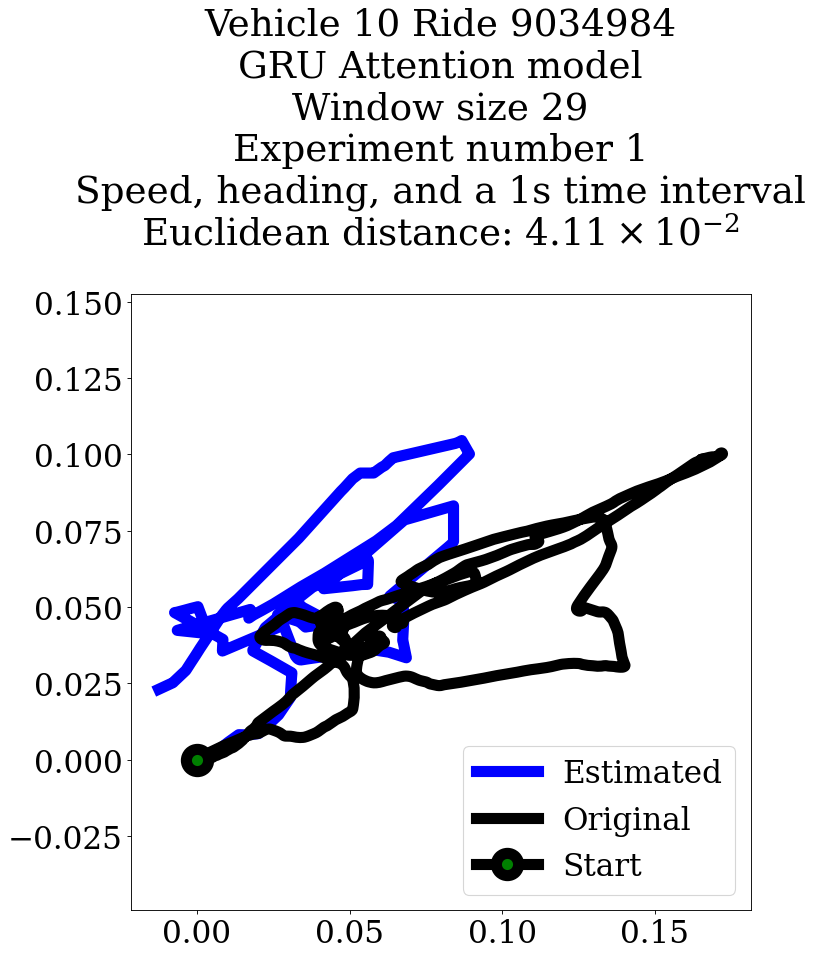 Vehicle 10 Ride 9034984
GRU Attention model
Window size 29
Experiment number 1
Speed, heading, and a 1s time interval
Euclidean distance: 4.11 × 10⁻²
0.150
0.125
0.100
0.075
0.050
0.025
0.000
−0.025
0.00 0.05 0.10 0.15
Estimated
Original
Start